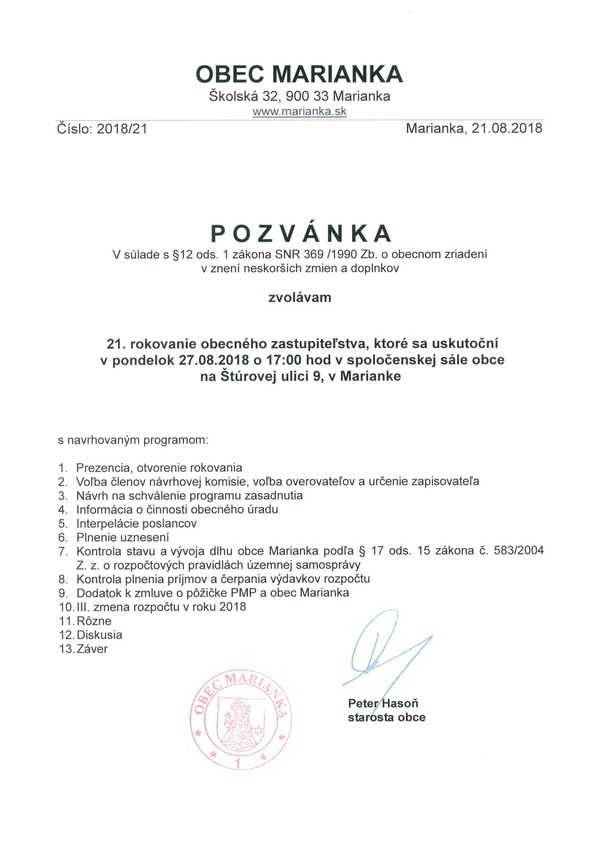 OBEC MARIANKA
Školská 32, 900 33 Marianka
www.marianka.sk
Číslo: 2018/21 Marianka, 21.08.2018
POZVÁNKA
V súlade s §12 ods. 1 zákona SNR 369 /1990 Zb. o obecnom zriadení
v znení neskorších zmien a doplnkov
zvolávam
21. rokovanie obecného zastupiteľstva, ktoré sa uskutoční
v pondelok 27.08.2018 o 17:00 hod v spoločenskej sále obce
na Štúrovej ulici 9, v Marianke
s navrhovaným programom:
1. Prezencia, otvorenie rokovania
2. Voľba členov návrhovej komisie, voľba overovateľov a určenie zapisovateľa
3. Návrh na schválenie programu zasadnutia
4. Informácia o činnosti obecného úradu
5. Interpelácie poslancov
6. Plnenie uznesení
7. Kontrola stavu a vývoja dlhu obce Marianka podľa § 17 ods. 15 zákona č. 583/2004
Z. z. o rozpočtových pravidlách územnej samosprávy
8. Kontrola plnenia príjmov a čerpania výdavkov rozpočtu
9. Dodatok k zmluve o pôžičke PMP a obec Marianka
10. III. zmena rozpočtu v roku 2018
11. Rôzne
12. Diskusia
13. Záver
OBEC MARIANKA
1
Peter Hasoň
starosta obce